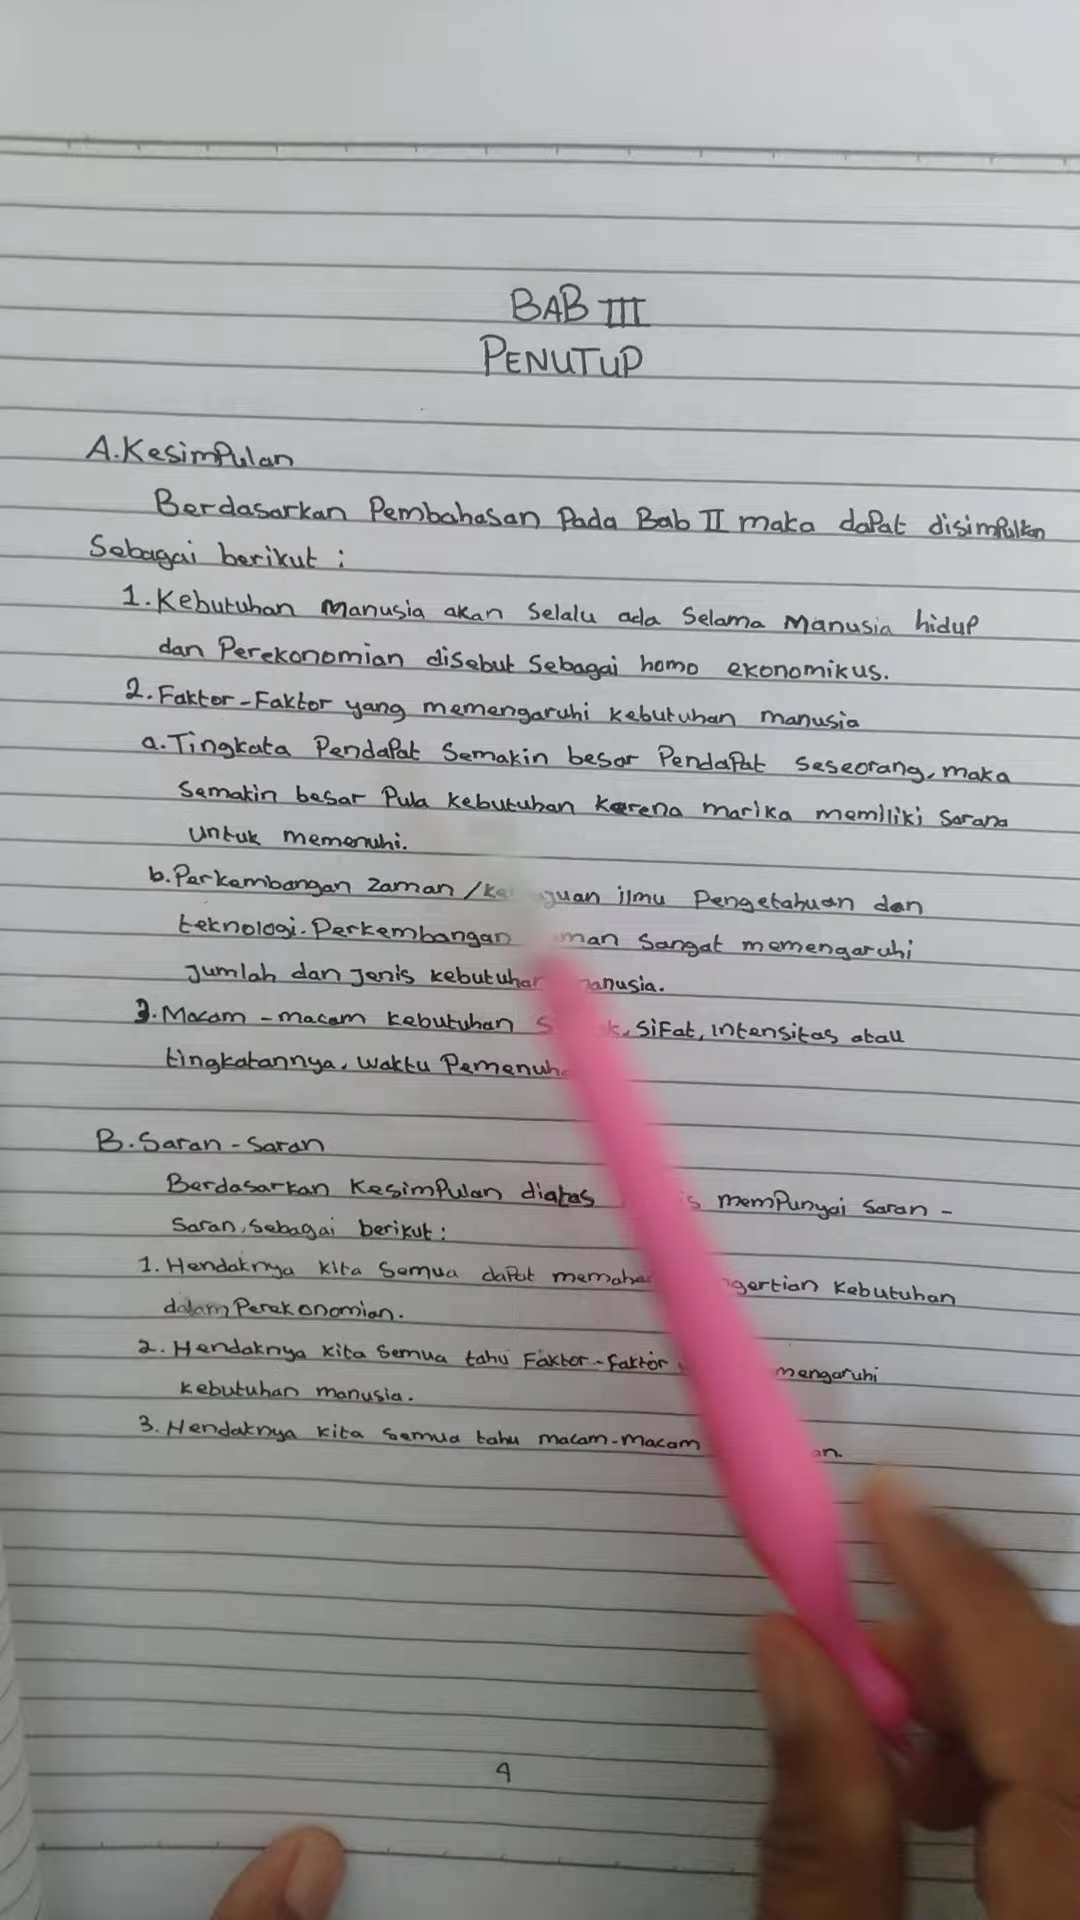 BAB III
PENUTUP
A. Kesimpulan
Berdasarkan Pembahasan Pada Bab II maka dapat disimpulkan
Sebagai berikut :
1. Kebutuhan manusia akan selalu ada selama manusia hidup
dan Perekonomian disebut sebagai homo ekonomikus.
2. Faktor-Faktor yang memengaruhi kebutuhan manusia
a. Tingkata Pendapat Semakin besar Pendapat seseorang, maka
semakin besar Pula kebutuhan karena marika memiliki sarana
untuk memenuhi.
b. Perkembangan zaman / ilmu Pengetahuan dan
teknologi. Perkembangan sangat memengaruhi
jumlah dan jenis kebutuhan manusia.
3. Macam - macam kebutuhan sifat, intensitas atau
tingkatannya, waktu
B. Saran - Saran
Berdasarkan Kesimpulan diatas mempunyai saran -
saran, sebagai berikut :
1. Hendaknya kita semua dapat Kebutuhan
dalam Perekonomian.
2. Hendaknya kita semua tahu Faktor-faktor
kebutuhan manusia.
3. Hendaknya kita semua tahu macam-macam
4